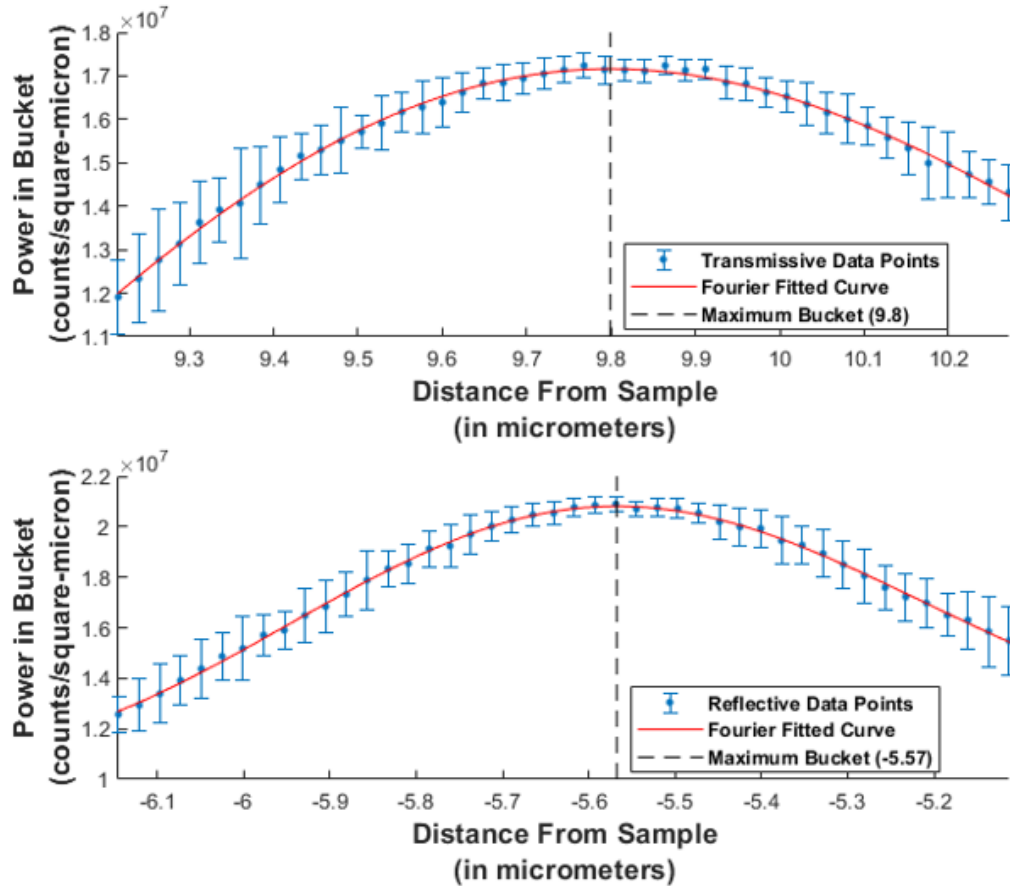 ×10⁷
1.8
1.7
1.6
1.5
1.4
1.3
1.2
1.1
Power in Bucket
(counts/square-micron)
Transmissive Data Points
Fourier Fitted Curve
Maximum Bucket (9.8)
9.3 9.4 9.5 9.6 9.7 9.8 9.9 10 10.1 10.2
Distance From Sample
(in micrometers)
×10⁷
2.2
2
1.8
1.6
1.4
1.2
1
Power in Bucket
(counts/square-micron)
Reflective Data Points
Fourier Fitted Curve
Maximum Bucket (-5.57)
-6.1 -6 -5.9 -5.8 -5.7 -5.6 -5.5 -5.4 -5.3 -5.2
Distance From Sample
(in micrometers)